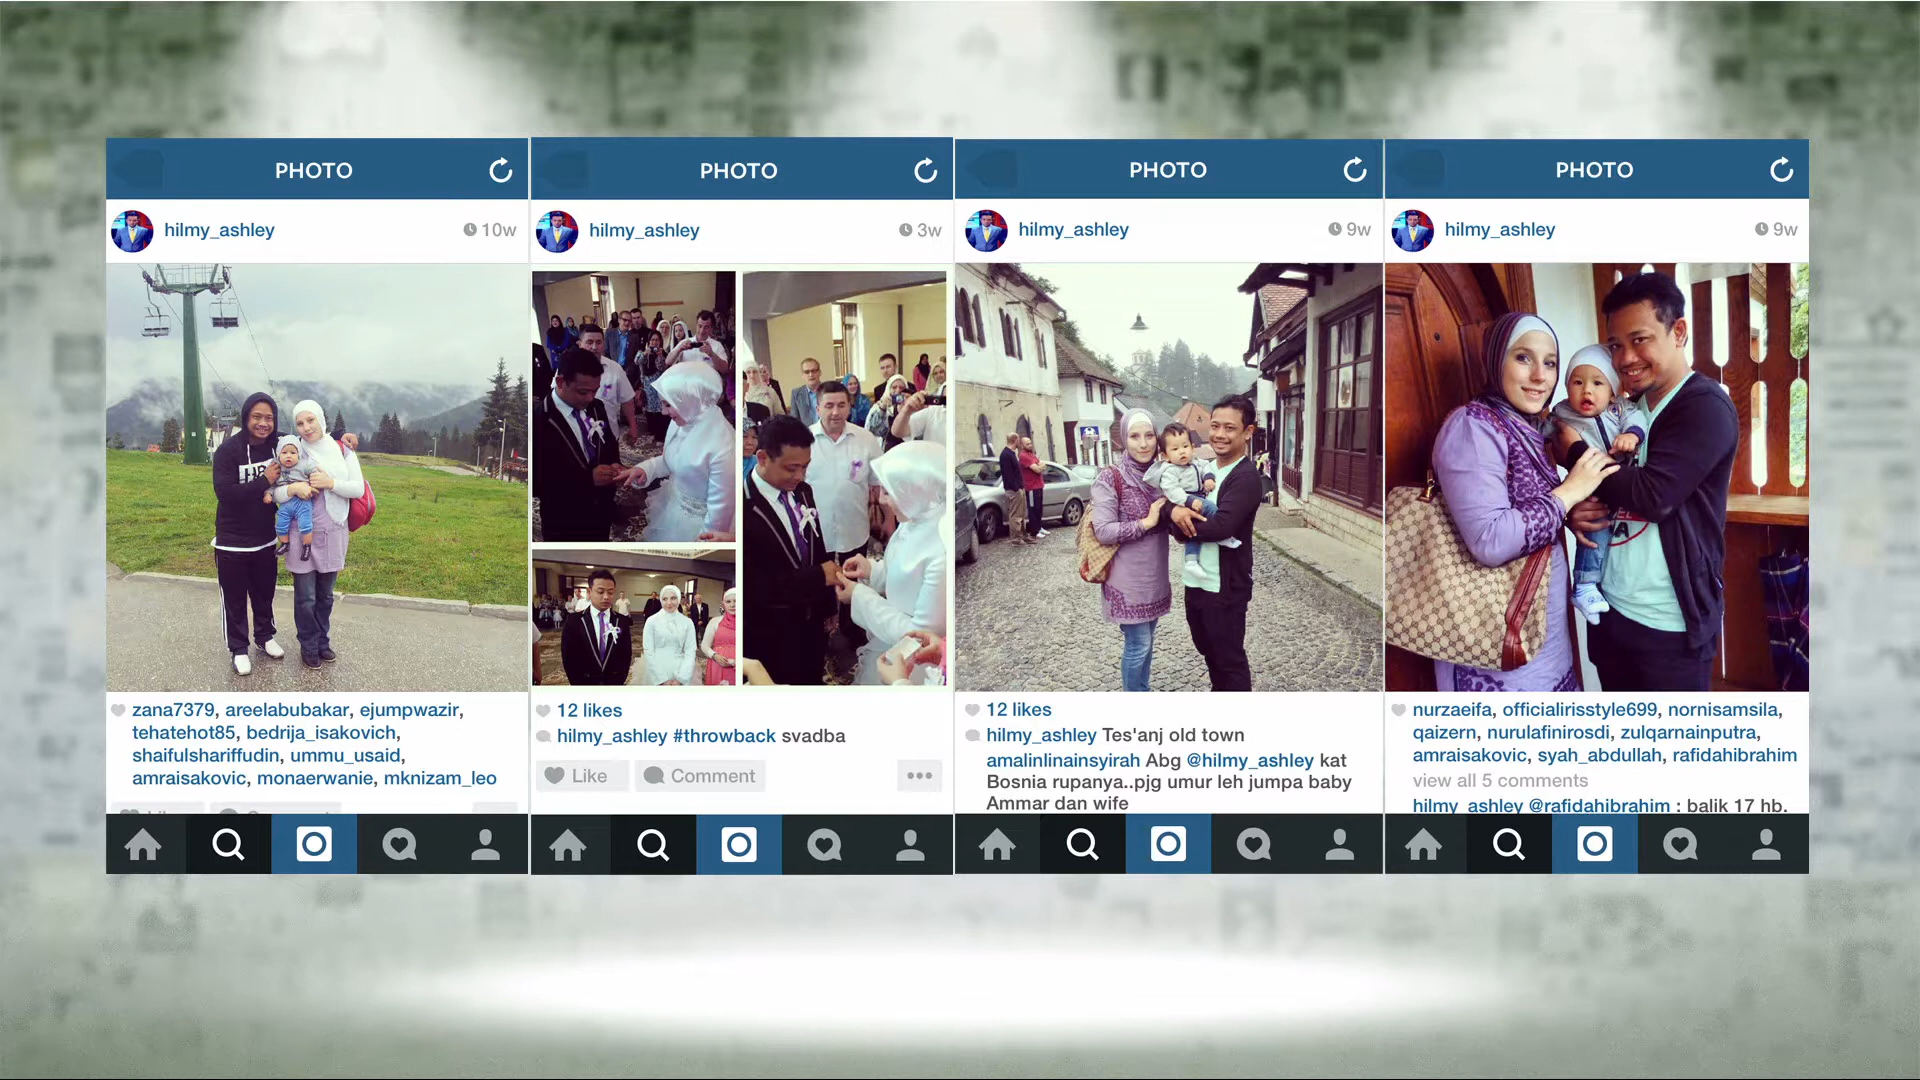 PHOTO
hilmy_ashley
10w
zana7379, areelabubakar, ejumpwazir,
tehatehot85, bedrija_isakovich,
shaifulshariffudin, ummu_usaid,
amraisakovic, monaerwanie, mknizam_leo
PHOTO
hilmy_ashley
3w
12 likes
hilmy_ashley #throwback svadba
Like
Comment
PHOTO
hilmy_ashley
9w
12 likes
hilmy_ashley Tes'anj old town
amalinlinainsyirah Abg @hilmy_ashley kat
Bosnia rupanya..pjg umur leh jumpa baby
Ammar dan wife
PHOTO
hilmy_ashley
9w
nurzaeifa, officialirisstyle699, nornisamsila,
qaizern, nurulafinirosdi, zulqarnainputra,
amraisakovic, syah_abdullah, rafidahibrahim
view all 5 comments
hilmy_ashley @rafidahibrahim : balik 17 hb.